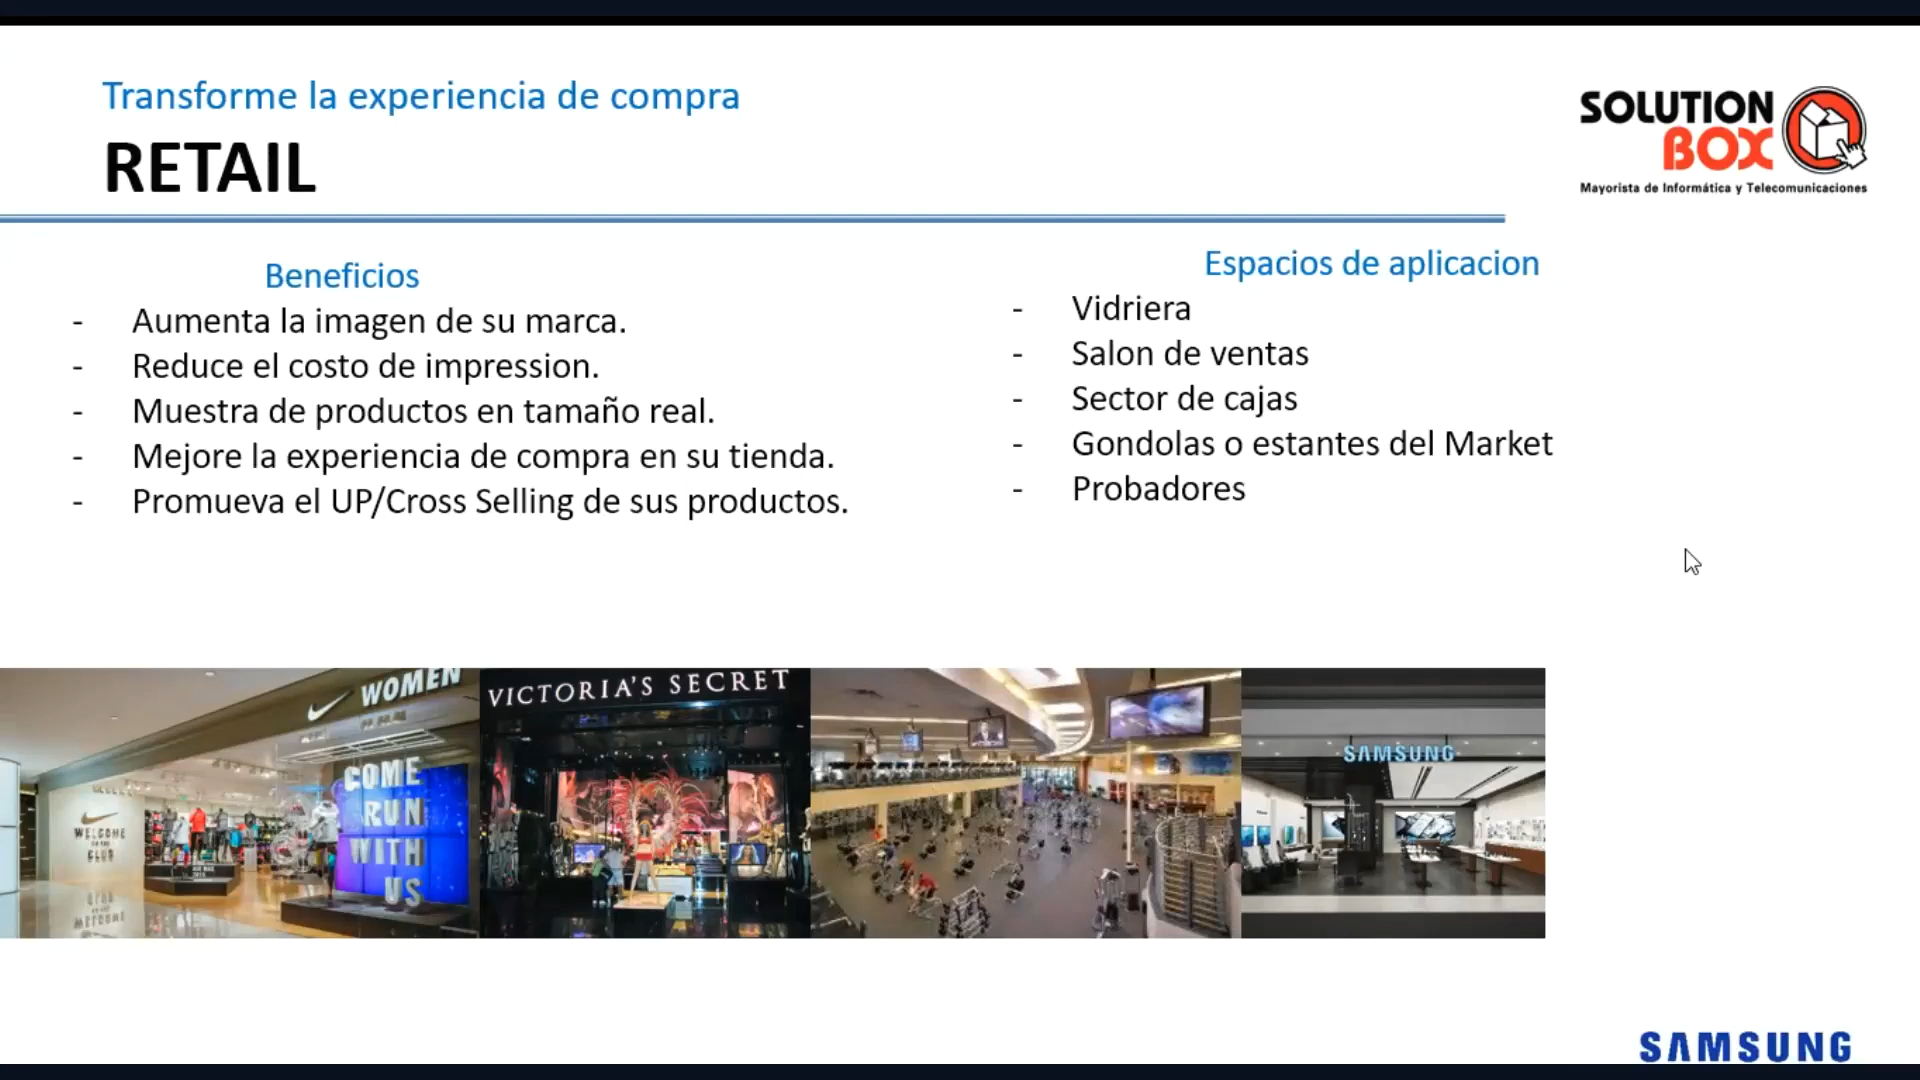 Transforme la experiencia de compra
RETAIL
SOLUTION
BOX
Mayorista de Informática y Telecomunicaciones
Beneficios
- Aumenta la imagen de su marca.
- Reduce el costo de impression.
- Muestra de productos en tamaño real.
- Mejore la experiencia de compra en su tienda.
- Promueva el UP/Cross Selling de sus productos.
Espacios de aplicacion
- Vidriera
- Salon de ventas
- Sector de cajas
- Gondolas o estantes del Market
- Probadores
WOMEN
COME
RUN
WITH
US
WELCOME
CLUB
VICTORIA'S SECRET
SAMSUNG
SAMSUNG